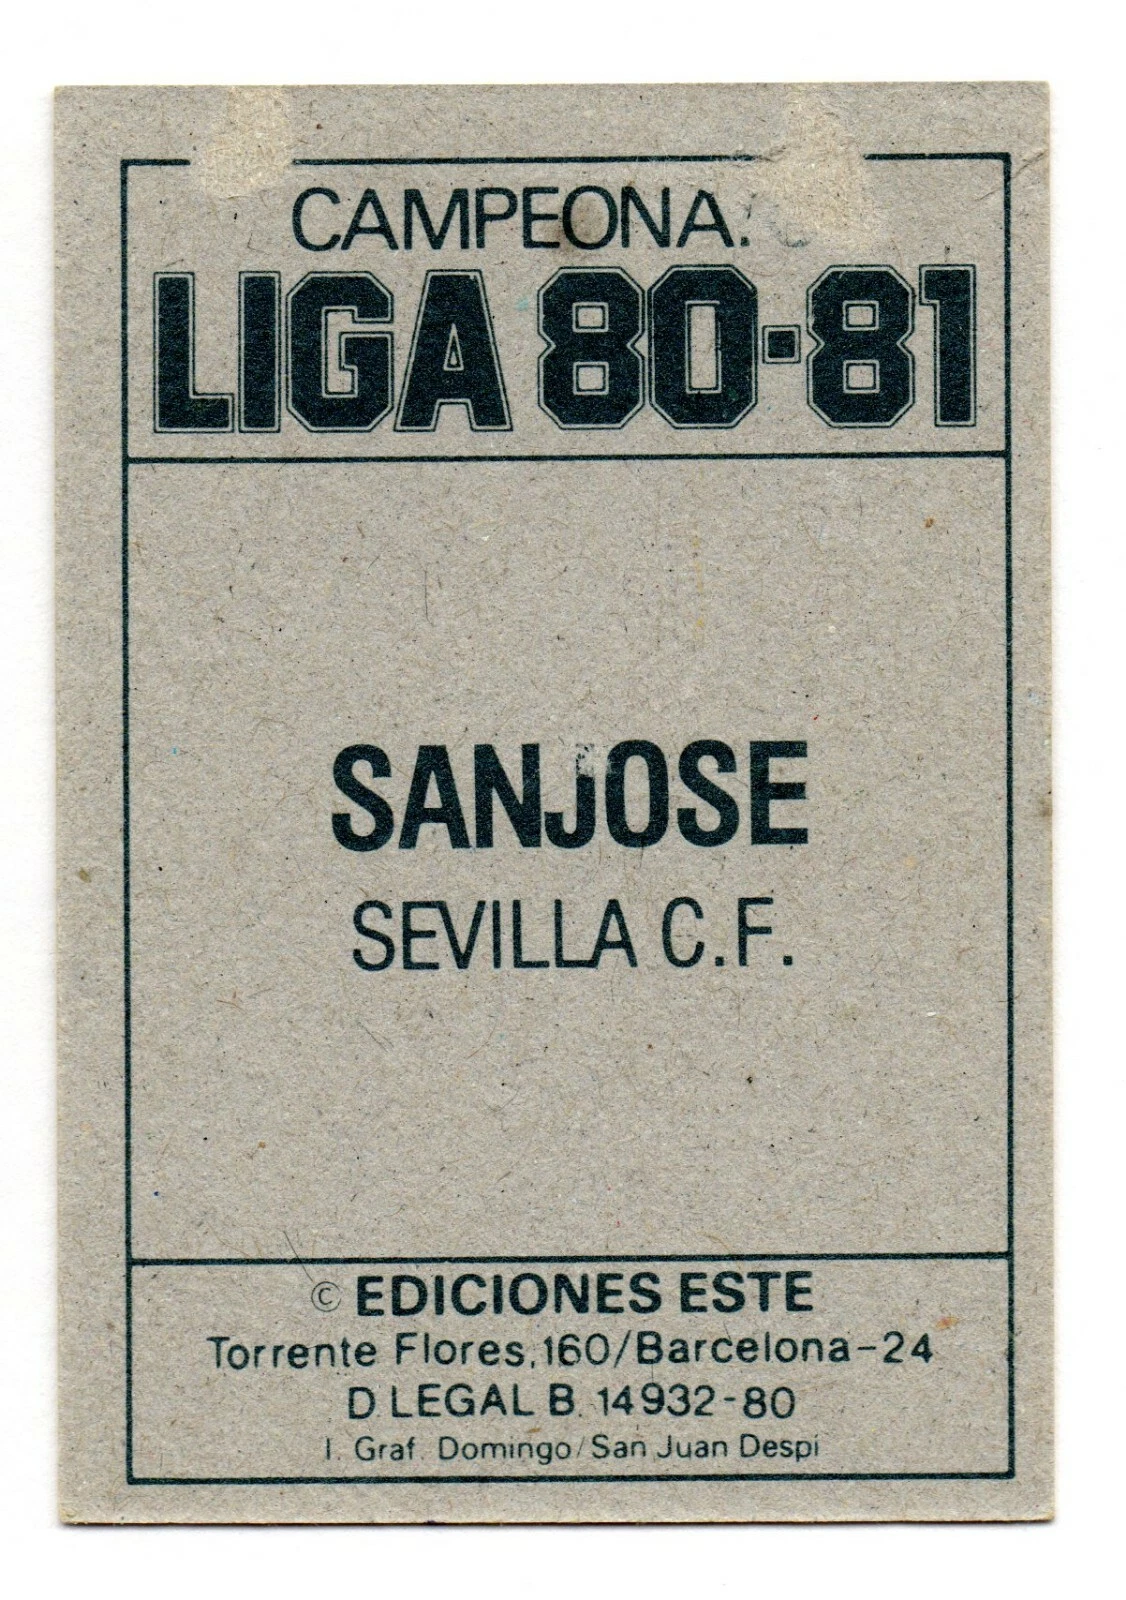 CAMPEONA
LIGA 80-81
SANJOSE
SEVILLA C.F.
© EDICIONES ESTE
Torrente Flores, 160/Barcelona-24
D. LEGAL B. 14932-80
I. Graf. Domingo/San Juan Despi